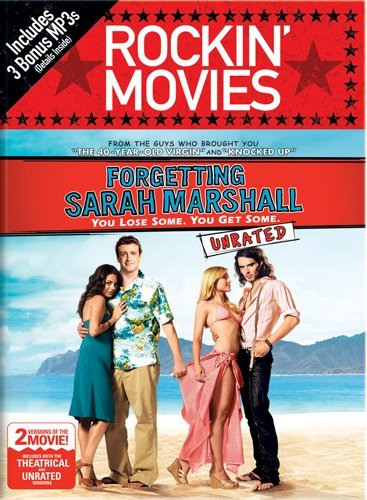 Includes
3 Bonus MP3s
(Details Inside)
ROCKIN'
MOVIES
FROM THE GUYS WHO BROUGHT YOU
"THE 40-YEAR-OLD VIRGIN" AND "KNOCKED UP"
FORGETTING
SARAH MARSHALL
YOU LOSE SOME. YOU GET SOME.
UNRATED
2 VERSIONS OF THE
MOVIE!
INCLUDES BOTH THE
THEATRICAL
AND
UNRATED
VERSIONS